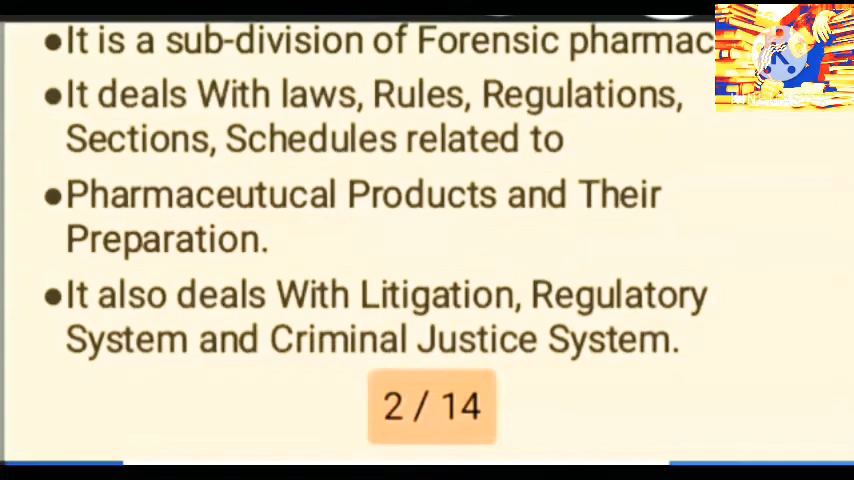 ●It is a sub-division of Forensic pharmac
●It deals With laws, Rules, Regulations,
Sections, Schedules related to
●Pharmaceutucal Products and Their
Preparation.
●It also deals With Litigation, Regulatory
System and Criminal Justice System.
2 / 14